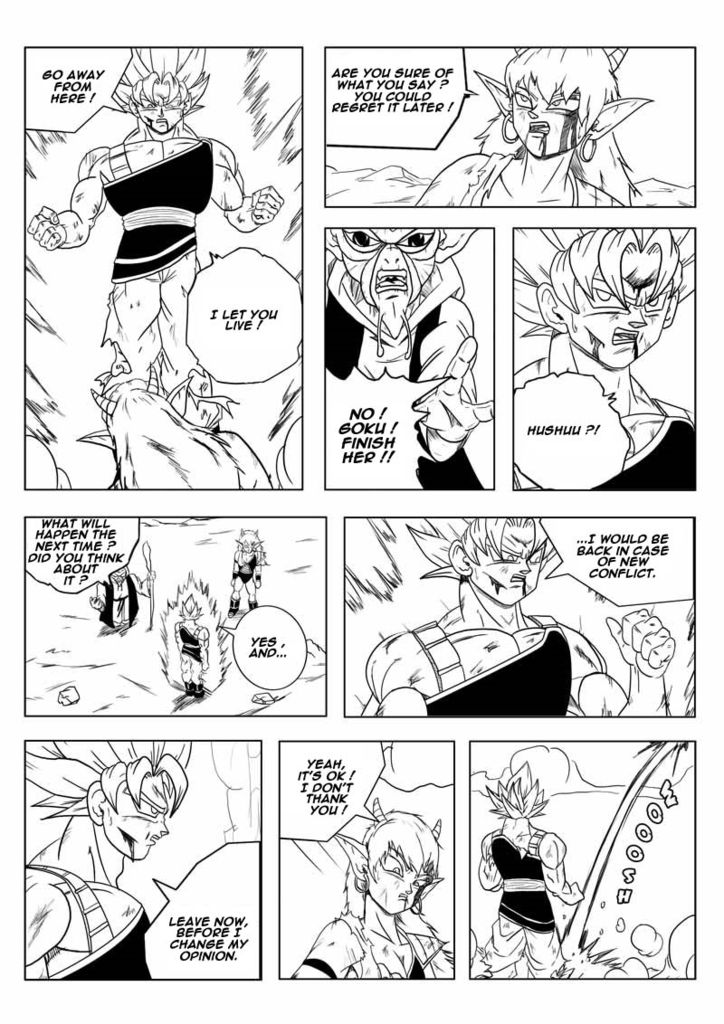 GO AWAY
FROM
HERE !
I LET YOU
LIVE !
ARE YOU SURE OF
WHAT YOU SAY ?
YOU COULD
REGRET IT LATER !
NO !
GOKU !
FINISH
HER !!
HUSHUU ?!
WHAT WILL
HAPPEN THE
NEXT TIME ?
DID YOU THINK
ABOUT
IT ?
YES ,
AND...
...I WOULD BE
BACK IN CASE
OF NEW
CONFLICT.
LEAVE NOW,
BEFORE I
CHANGE MY
OPINION.
YEAH,
IT'S OK !
I DON'T
THANK
YOU !
ZOOOOSH